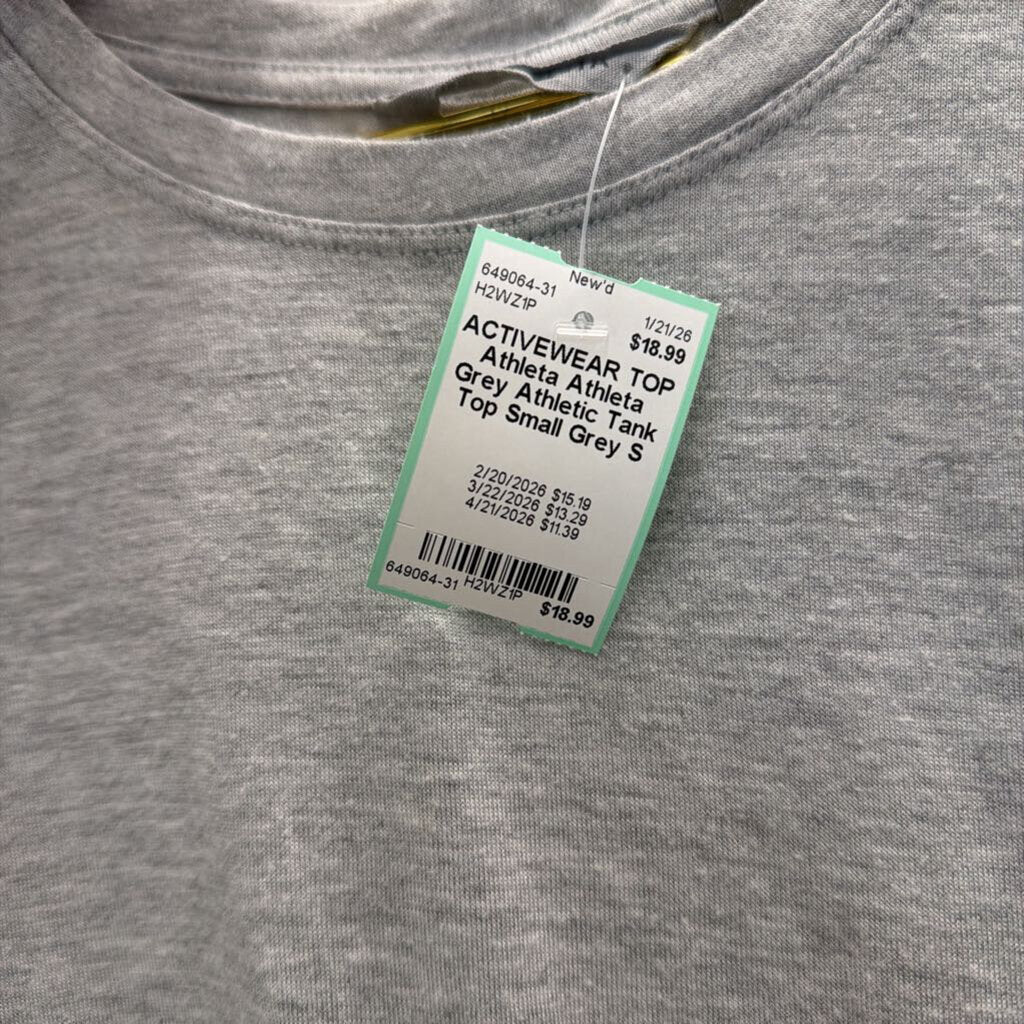 New'd
649064-31
H2WZ1P
1/21/26
$18.99
ACTIVEWEAR TOP
Athleta Athleta
Grey Athletic Tank
Top Small Grey S
2/20/2026 $15.19
3/22/2026 $13.29
4/21/2026 $11.39
649064-31 H2WZ1P $18.99